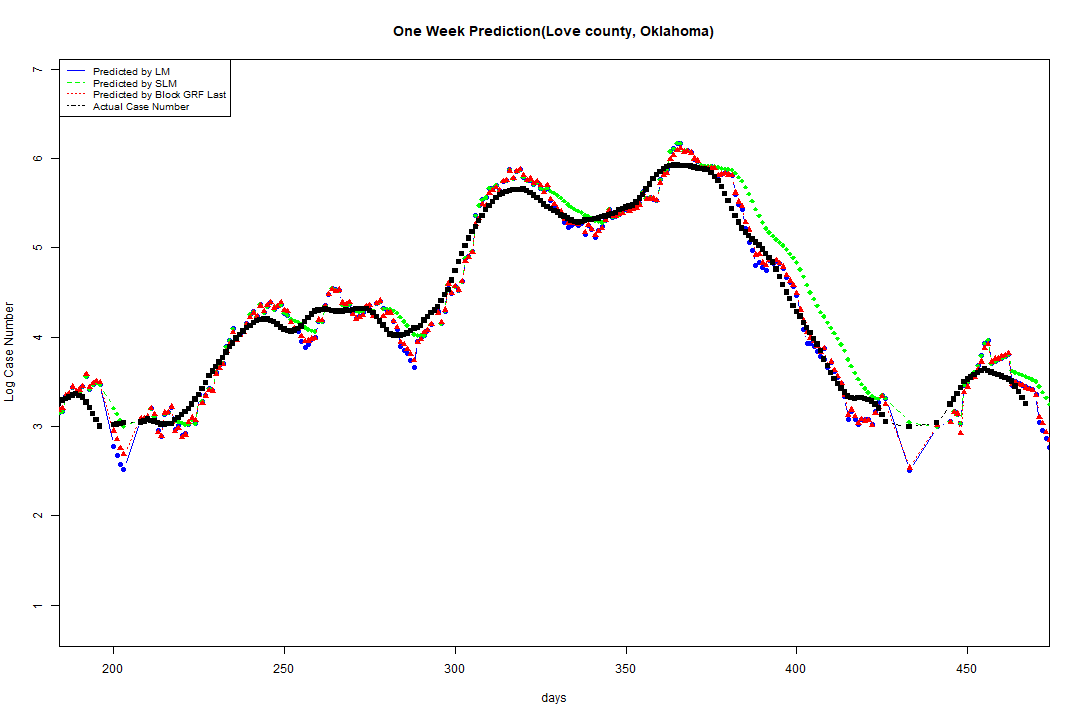 One Week Prediction(Love county, Oklahoma)
Predicted by LM
Predicted by SLM
Predicted by Block GRF Last
Actual Case Number
Log Case Number
7
6
5
4
3
2
1
200 250 300 350 400 450
days